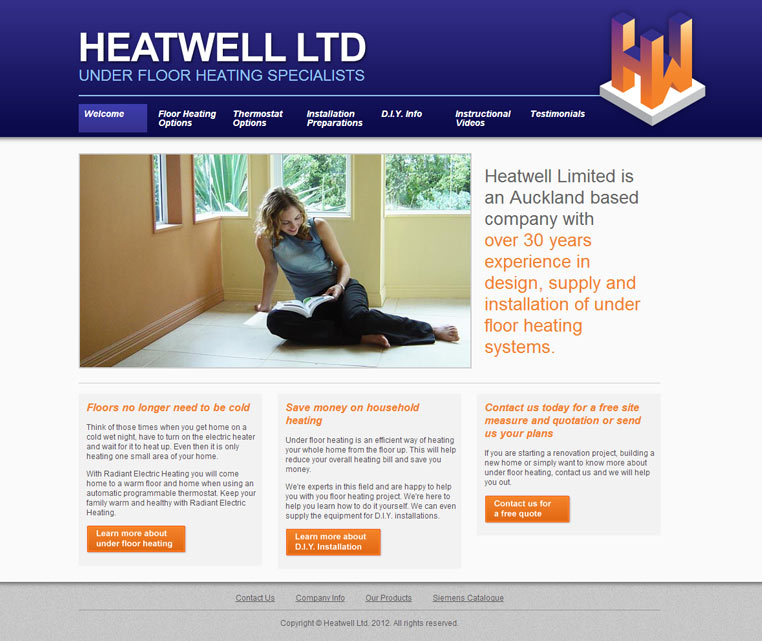 HEATWELL LTD
UNDER FLOOR HEATING SPECIALISTS
HW
Welcome
Floor Heating
Options
Thermostat
Options
Installation
Preparations
D.I.Y. Info
Instructional
Videos
Testimonials
Heatwell Limited is
an Auckland based
company with
over 30 years
experience in
design, supply and
installation of under
floor heating
systems.
Floors no longer need to be cold
Think of those times when you get home on a
cold wet night, have to turn on the electric heater
and wait for it to heat up. Even then it is only
heating one small area of your home.
With Radiant Electric Heating you will come
home to a warm floor and home when using an
automatic programmable thermostat. Keep your
family warm and healthy with Radiant Electric
Heating.
Learn more about
under floor heating
Save money on household
heating
Under floor heating is an efficient way of heating
your whole home from the floor up. This will help
reduce your overall heating bill and save you
money.
We're experts in this field and are happy to help
you with you floor heating project. We're here to
help you learn how to do it yourself. We can even
supply the equipment for D.I.Y. installations.
Learn more about
D.I.Y. Installation
Contact us today for a free site
measure and quotation or send
us your plans
If you are starting a renovation project, building a
new home or simply want to know more about
under floor heating, contact us and we will help
you out.
Contact us for
a free quote
Contact Us
Company Info
Our Products
Siemens Catalogue
Copyright © Heatwell Ltd. 2012. All rights reserved.